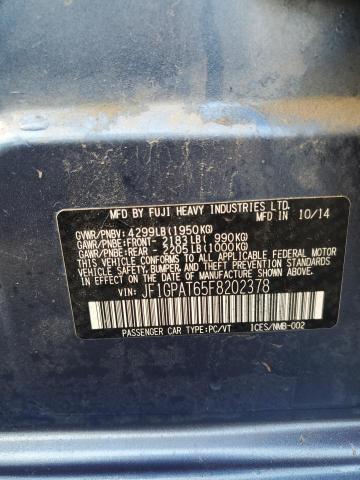 MFD BY FUJI HEAVY INDUSTRIES LTD.
MFD IN 10/14
GVWR/PNBV: 4299LB(1950KG)
GAWR/PNBE:FRONT- 2183LB( 990KG)
GAWR/PNBE:REAR - 2205LB(1000KG)
THIS VEHICLE CONFORMS TO ALL APPLICABLE FEDERAL MOTOR
VEHICLE SAFETY, BUMPER AND THEFT PREVENTION STANDARDS IN EFFECT ON THE
DATE OF MANUFACTURE SHOWN ABOVE.
VIN: JF1GPAT65F8202378
PASSENGER CAR TYPE:PC/VT ICES/NMB-002